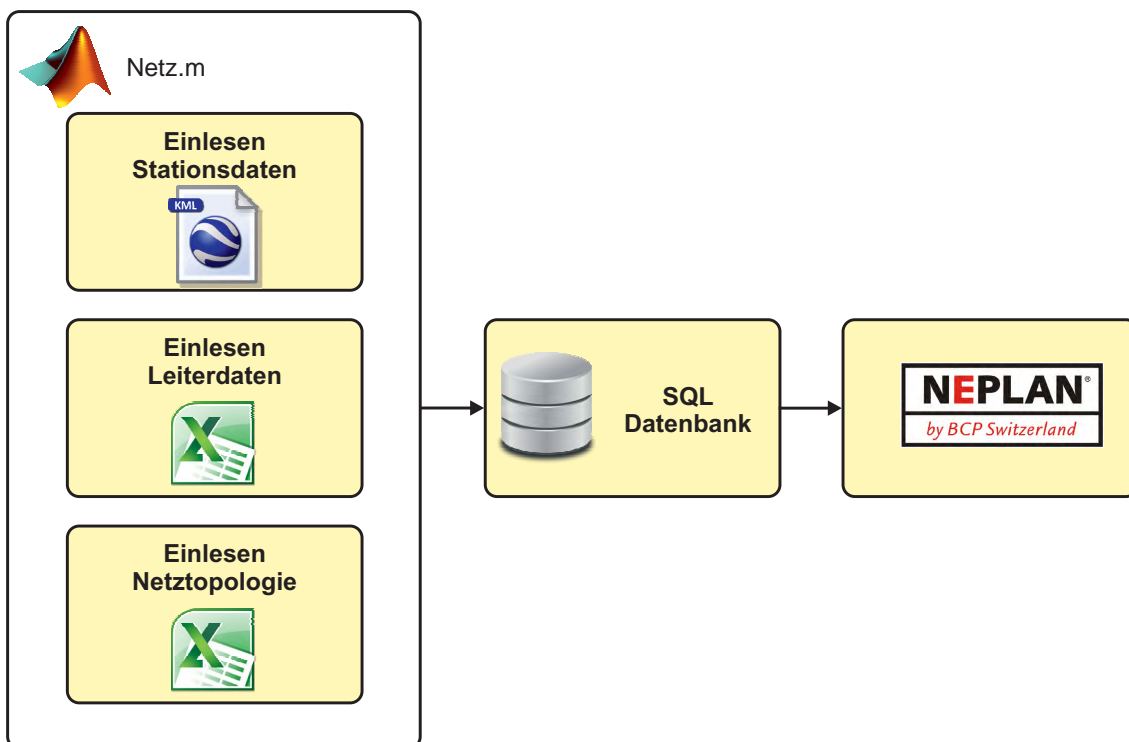 Netz.m
Einlesen
Stationsdaten
KML
Einlesen
Leiterdaten
Einlesen
Netztopologie
SQL
Datenbank
NEPLAN®
by BCP Switzerland